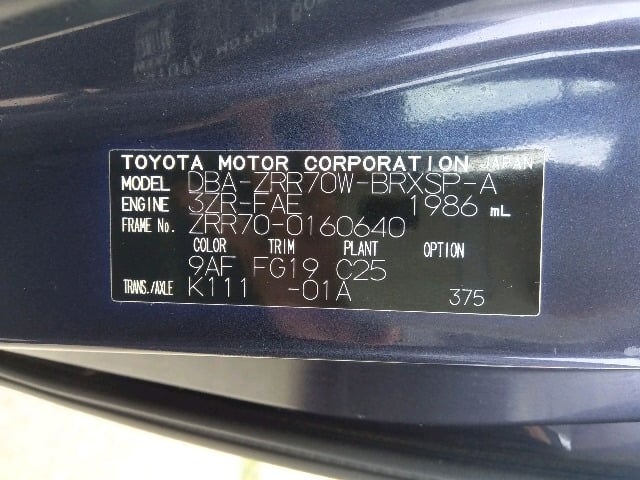 TOYOTA MOTOR CORPORATION JAPAN
MODEL DBA-ZRR70W-BRXSP-A
ENGINE 3ZR-FAE 1986 mL
FRAME No. ZRR70-0160640
COLOR TRIM PLANT OPTION
9AF FG19 C25
TRANS./AXLE K111 -01A 375